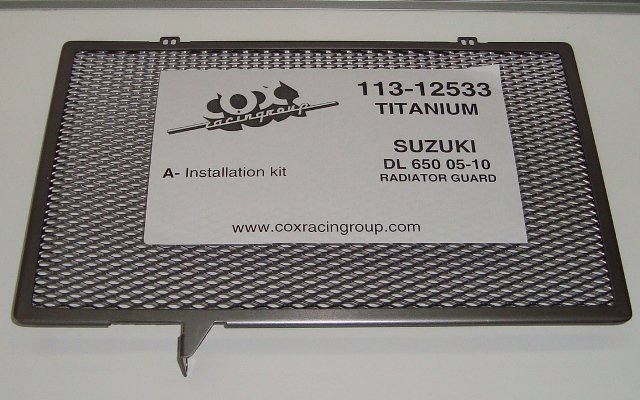 COX
racingroup
113-12533
TITANIUM
SUZUKI
DL 650 05-10
RADIATOR GUARD
A- Installation kit
www.coxracingroup.com